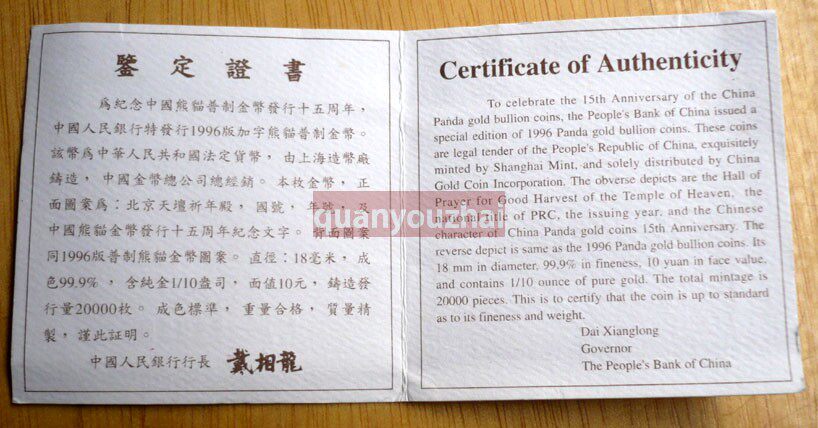 鑒定證書
爲紀念中國熊貓普制金幣發行十五周年，
中國人民銀行特發行1996版加字熊貓普制金幣。
該幣爲中華人民共和國法定貨幣，由上海造幣廠
鑄造，中國金幣總公司總經銷。本枚金幣，正
面圖案爲：北京天壇祈年殿，國號，年號，及
中國熊貓金幣發行十五周年紀念文字。背面圖案
同1996版普制熊貓金幣圖案。直徑：18毫米，成
色99.9%，含純金1/10盎司，面值10元，鑄造發
行量20000枚。成色標準，重量合格，質量精
製，謹此証明。
中國人民銀行行長 戴相龍
Certificate of Authenticity
To celebrate the 15th Anniversary of the China
Panda gold bullion coins, the People's Bank of China issued a
special edition of 1996 Panda gold bullion coins. These coins
are legal tender of the People's Republic of China, exquisitely
minted by Shanghai Mint, and solely distributed by China
Gold Coin Incorporation. The obverse depicts are the Hall of
Prayer for Good Harvest of the Temple of Heaven, the
national title of PRC, the issuing year, and the Chinese
character of China Panda gold coins 15th Anniversary. The
reverse depict is same as the 1996 Panda gold bullion coins. Its
18 mm in diameter, 99.9% in fineness, 10 yuan in face value,
and contains 1/10 ounce of pure gold. The total mintage is
20000 pieces. This is to certify that the coin is up to standard
as to its fineness and weight.
Dai Xianglong
Governor
The People's Bank of China
quanyouzhai